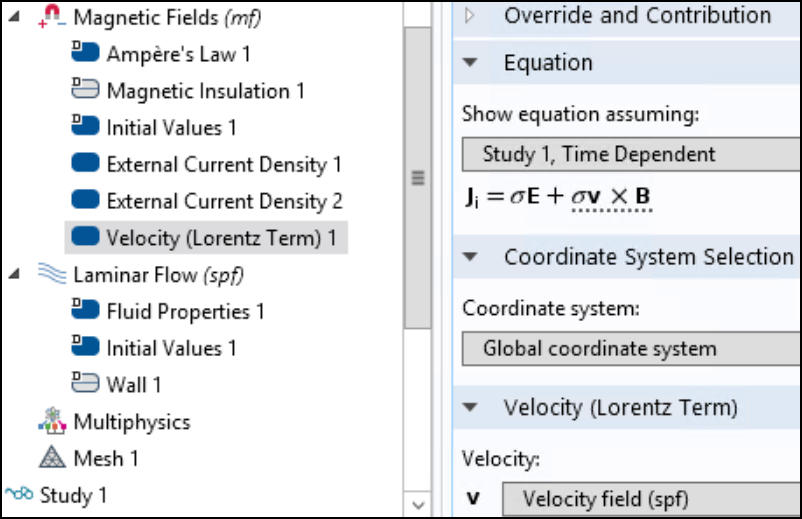 Magnetic Fields (mf)
D Ampère's Law 1
D Magnetic Insulation 1
D Initial Values 1
External Current Density 1
External Current Density 2
Velocity (Lorentz Term) 1
Laminar Flow (spf)
D Fluid Properties 1
D Initial Values 1
D Wall 1
Multiphysics
Mesh 1
Study 1
Override and Contribution
Equation
Show equation assuming:
Study 1, Time Dependent
Jᵢ = σE + σv × B
Coordinate System Selection
Coordinate system:
Global coordinate system
Velocity (Lorentz Term)
Velocity:
v Velocity field (spf)